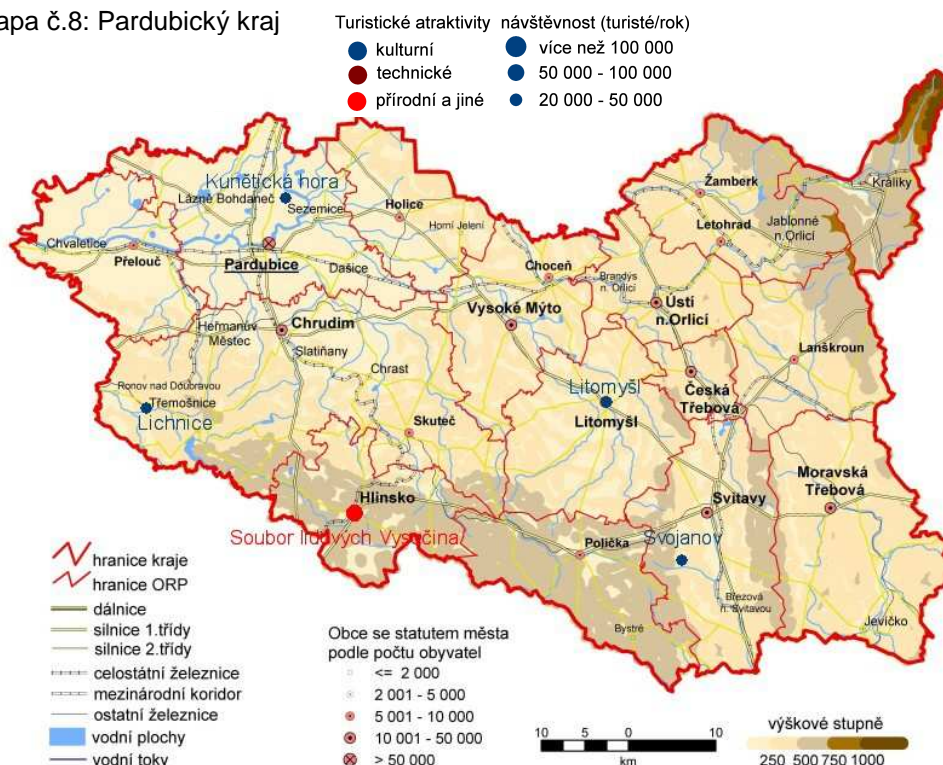 apa č.8: Pardubický kraj
Turistické atraktivity
kulturní
technické
přírodní a jiné
návštěvnost (turisté/rok)
více než 100 000
50 000 - 100 000
20 000 - 50 000
Králíky
Žamberk
Kunětická hora
Lázně Bohdaneč
Sezemice
Holice
Letohrad
Jablonné
n.Orlicí
Horní Jelení
Chvaletice
Přelouč
Pardubice
Dašice
Choceň
Brandýs
n. Orlicí
Ústí
n.Orlicí
Vysoké Mýto
Chrudim
Heřmanův
Městec
Slatiňany
Lanškroun
Chrast
Česká
Třebová
Ronov nad Doubravou
Třemošnice
Lichnice
Litomyšl
Litomyšl
Skuteč
Moravská
Třebová
Hlinsko
Svitavy
Soubor lidových Vysočina
Polička
Svojanov
Březová
n. Svitavou
Bystré
Jevíčko
hranice kraje
hranice ORP
dálnice
silnice 1.třídy
silnice 2.třídy
celostátní železnice
mezinárodní koridor
ostatní železnice
vodní plochy
vodní toky
Obce se statutem města
podle počtu obyvatel
<= 2 000
2 001 - 5 000
5 001 - 10 000
10 001 - 50 000
> 50 000
10 5 0 10
km
výškové stupně
250 500 750 1000